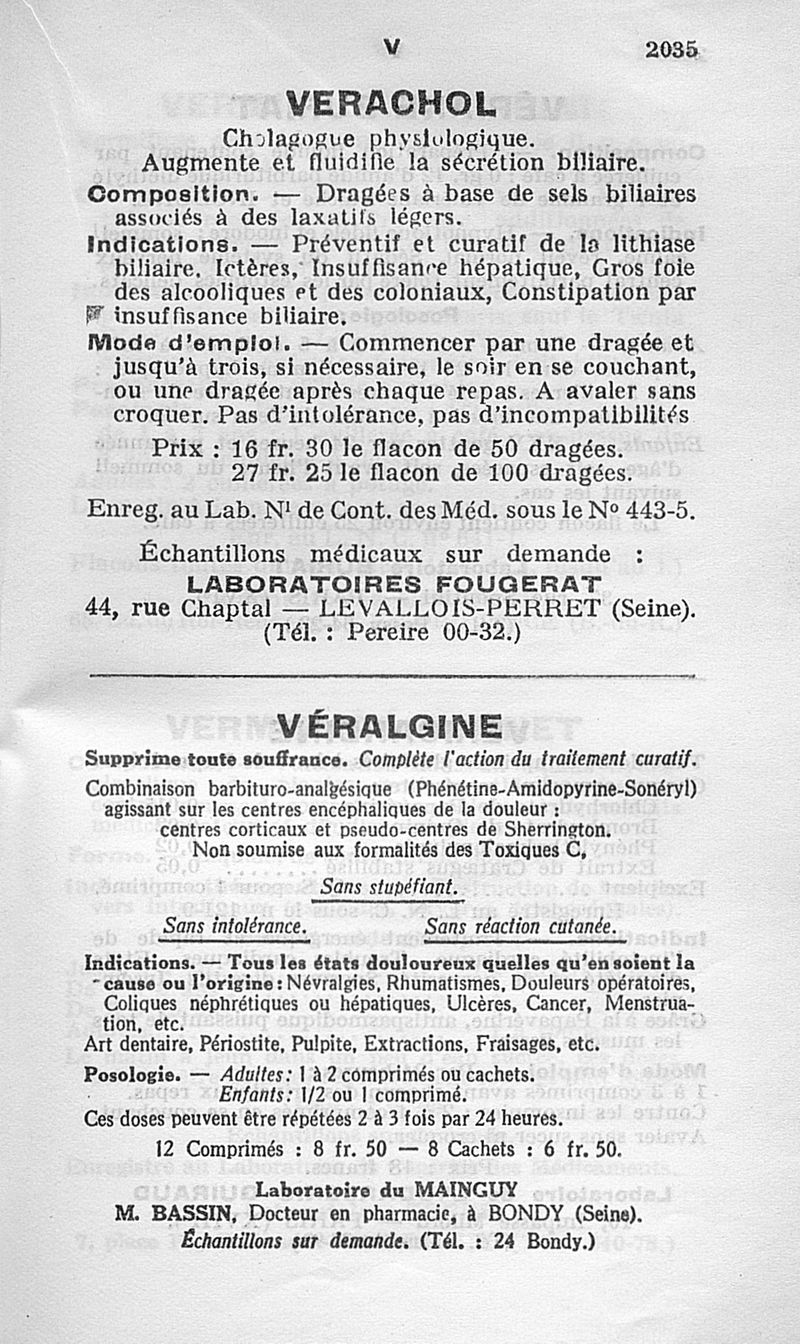 V 2035
VERACHOL
Cholagogue physiologique.
Augmente et fluidifie la sécrétion biliaire.
Composition. — Dragées à base de sels biliaires
associés à des laxatifs légers.
Indications. — Préventif et curatif de la lithiase
biliaire. Ictères, Insuffisance hépatique, Gros foie
des alcooliques et des coloniaux, Constipation par
insuffisance biliaire.
Mode d'emploi. — Commencer par une dragée et
jusqu'à trois, si nécessaire, le soir en se couchant,
ou une dragée après chaque repas. A avaler sans
croquer. Pas d'intolérance, pas d'incompatibilités
Prix : 16 fr. 30 le flacon de 50 dragées.
27 fr. 25 le flacon de 100 dragées.
Enreg. au Lab. Nl de Cont. des Méd. sous le No 443-5.
Échantillons médicaux sur demande :
LABORATOIRES FOUGERAT
44, rue Chaptal — LEVALLOIS-PERRET (Seine).
(Tél. : Pereire 00-32.)
VÉRALGINE
Supprime toute souffrance. Complète l'action du traitement curatif.
Combinaison barbituro-analgésique (Phénétine-Amidopyrine-Sonéryl)
agissant sur les centres encéphaliques de la douleur :
centres corticaux et pseudo-centres de Sherrington.
Non soumise aux formalités des Toxiques C,
Sans stupéfiant.
Sans intolérance. Sans réaction cutanée.
Indications. — Tous les états douloureux quelles qu'en soient la
cause ou l'origine : Névralgies, Rhumatismes, Douleurs opératoires,
Coliques néphrétiques ou hépatiques, Ulcères, Cancer, Menstrua-
tion, etc.
Art dentaire, Périostite, Pulpite, Extractions, Fraisages, etc.
Posologie. — Adultes : 1 à 2 comprimés ou cachets.
Enfants : 1/2 ou 1 comprimé.
Ces doses peuvent être répétées 2 à 3 fois par 24 heures.
12 Comprimés : 8 fr. 50 — 8 Cachets : 6 fr. 50.
Laboratoire du MAINGUY
M. BASSIN, Docteur en pharmacie, à BONDY (Seine).
Échantillons sur demande. (Tél. : 24 Bondy.)